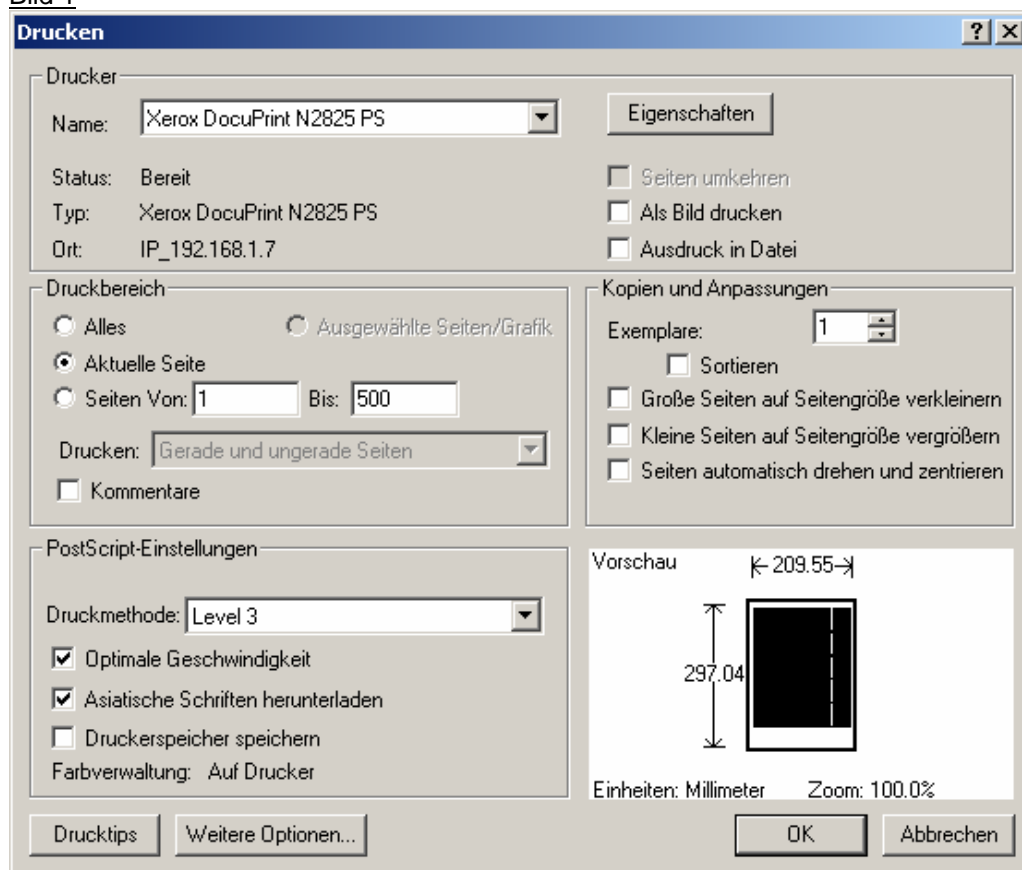 Bild 1
Drucken
Drucker
Name: Xerox DocuPrint N2825 PS
Eigenschaften
Status: Bereit
Seiten umkehren
Typ: Xerox DocuPrint N2825 PS
Als Bild drucken
Ort: IP_192.168.1.7
Ausdruck in Datei
Druckbereich
Alles
Ausgewählte Seiten/Grafik
Aktuelle Seite
Seiten Von: 1 Bis: 500
Drucken: Gerade und ungerade Seiten
Kommentare
Kopien und Anpassungen
Exemplare: 1
Sortieren
Große Seiten auf Seitengröße verkleinern
Kleine Seiten auf Seitengröße vergrößern
Seiten automatisch drehen und zentrieren
PostScript-Einstellungen
Druckmethode: Level 3
Optimale Geschwindigkeit
Asiatische Schriften herunterladen
Druckerspeicher speichern
Farbverwaltung: Auf Drucker
Vorschau
209.55
297.04
Einheiten: Millimeter Zoom: 100.0%
Drucktips
Weitere Optionen...
OK
Abbrechen